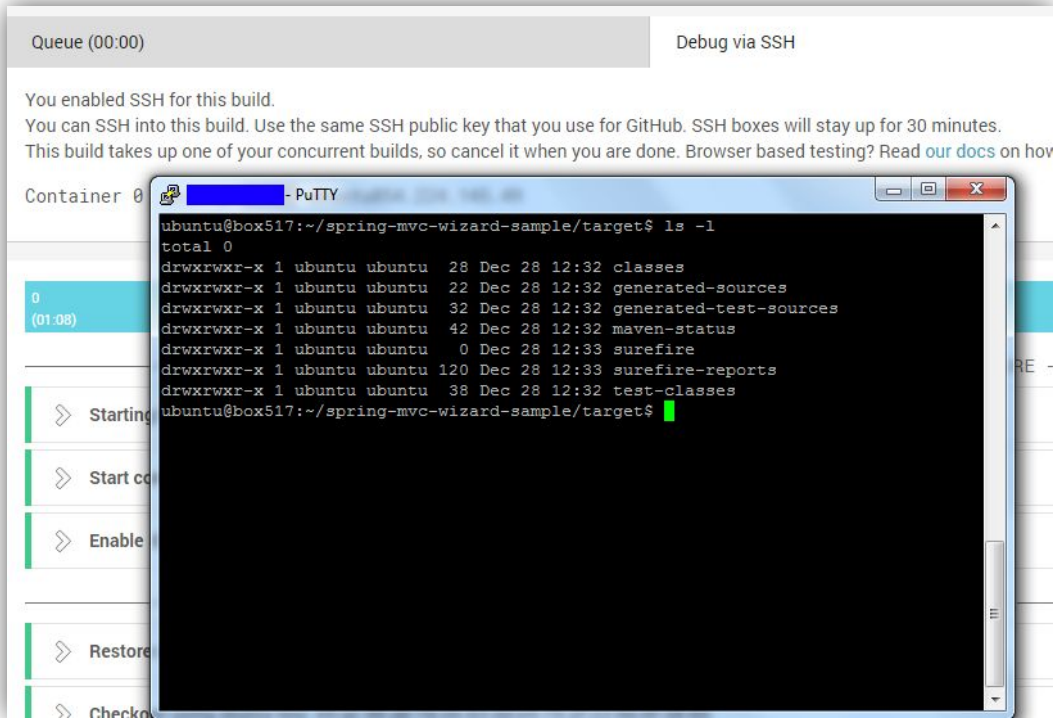 Queue (00:00)
Debug via SSH
You enabled SSH for this build.
You can SSH into this build. Use the same SSH public key that you use for GitHub. SSH boxes will stay up for 30 minutes.
This build takes up one of your concurrent builds, so cancel it when you are done. Browser based testing? Read our docs on how
Container 0
- PuTTY
ubuntu@box517:~/spring-mvc-wizard-sample/target$ ls -l
total 0
drwxrwxr-x 1 ubuntu ubuntu  28 Dec 28 12:32 classes
drwxrwxr-x 1 ubuntu ubuntu  22 Dec 28 12:32 generated-sources
drwxrwxr-x 1 ubuntu ubuntu  32 Dec 28 12:32 generated-test-sources
drwxrwxr-x 1 ubuntu ubuntu  42 Dec 28 12:32 maven-status
drwxrwxr-x 1 ubuntu ubuntu   0 Dec 28 12:33 surefire
drwxrwxr-x 1 ubuntu ubuntu 120 Dec 28 12:33 surefire-reports
drwxrwxr-x 1 ubuntu ubuntu  38 Dec 28 12:32 test-classes
ubuntu@box517:~/spring-mvc-wizard-sample/target$
0
(01:08)
RE -
Starting
Start co
Enable
Restore
Checko